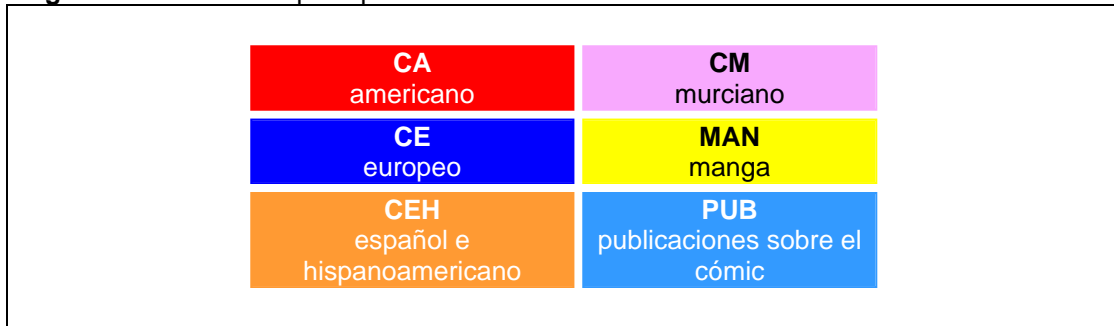 CA
americano
CM
murciano
CE
europeo
MAN
manga
CEH
español e
hispanoamericano
PUB
publicaciones sobre el
cómic